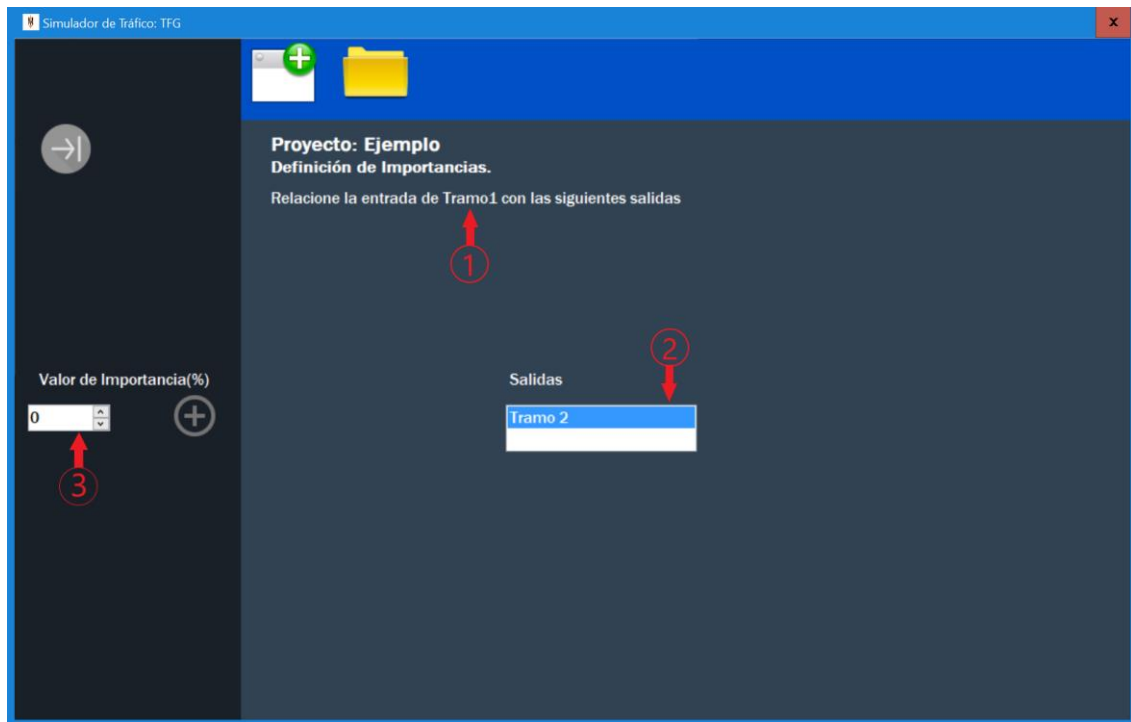 Simulador de Tráfico: TFG
x
Proyecto: Ejemplo
Definición de Importancias.
Relacione la entrada de Tramo1 con las siguientes salidas
1
2
Valor de Importancia(%)
Salidas
0
Tramo 2
3